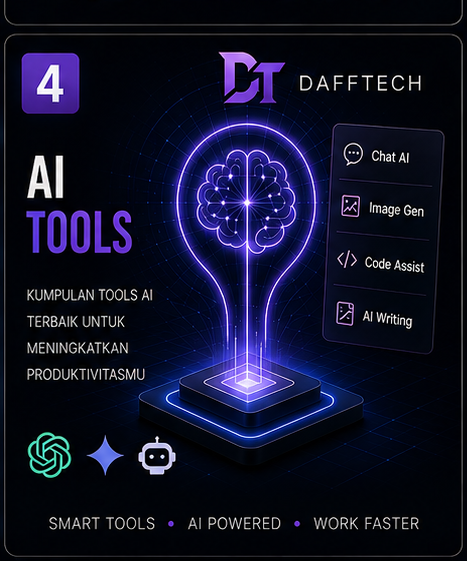 4
DT DAFFTECH
AI
TOOLS
KUMPULAN TOOLS AI
TERBAIK UNTUK
MENINGKATKAN
PRODUKTIVITASMU
Chat AI
Image Gen
Code Assist
AI Writing
SMART TOOLS • AI POWERED • WORK FASTER